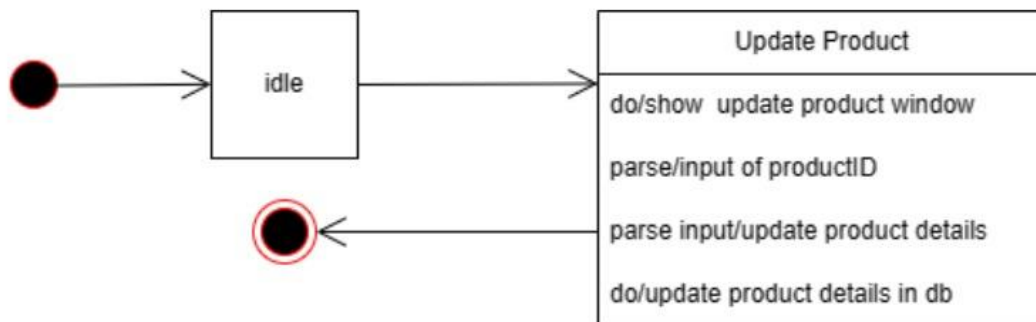 idle
Update Product
do/show update product window
parse/input of productID
parse input/update product details
do/update product details in db